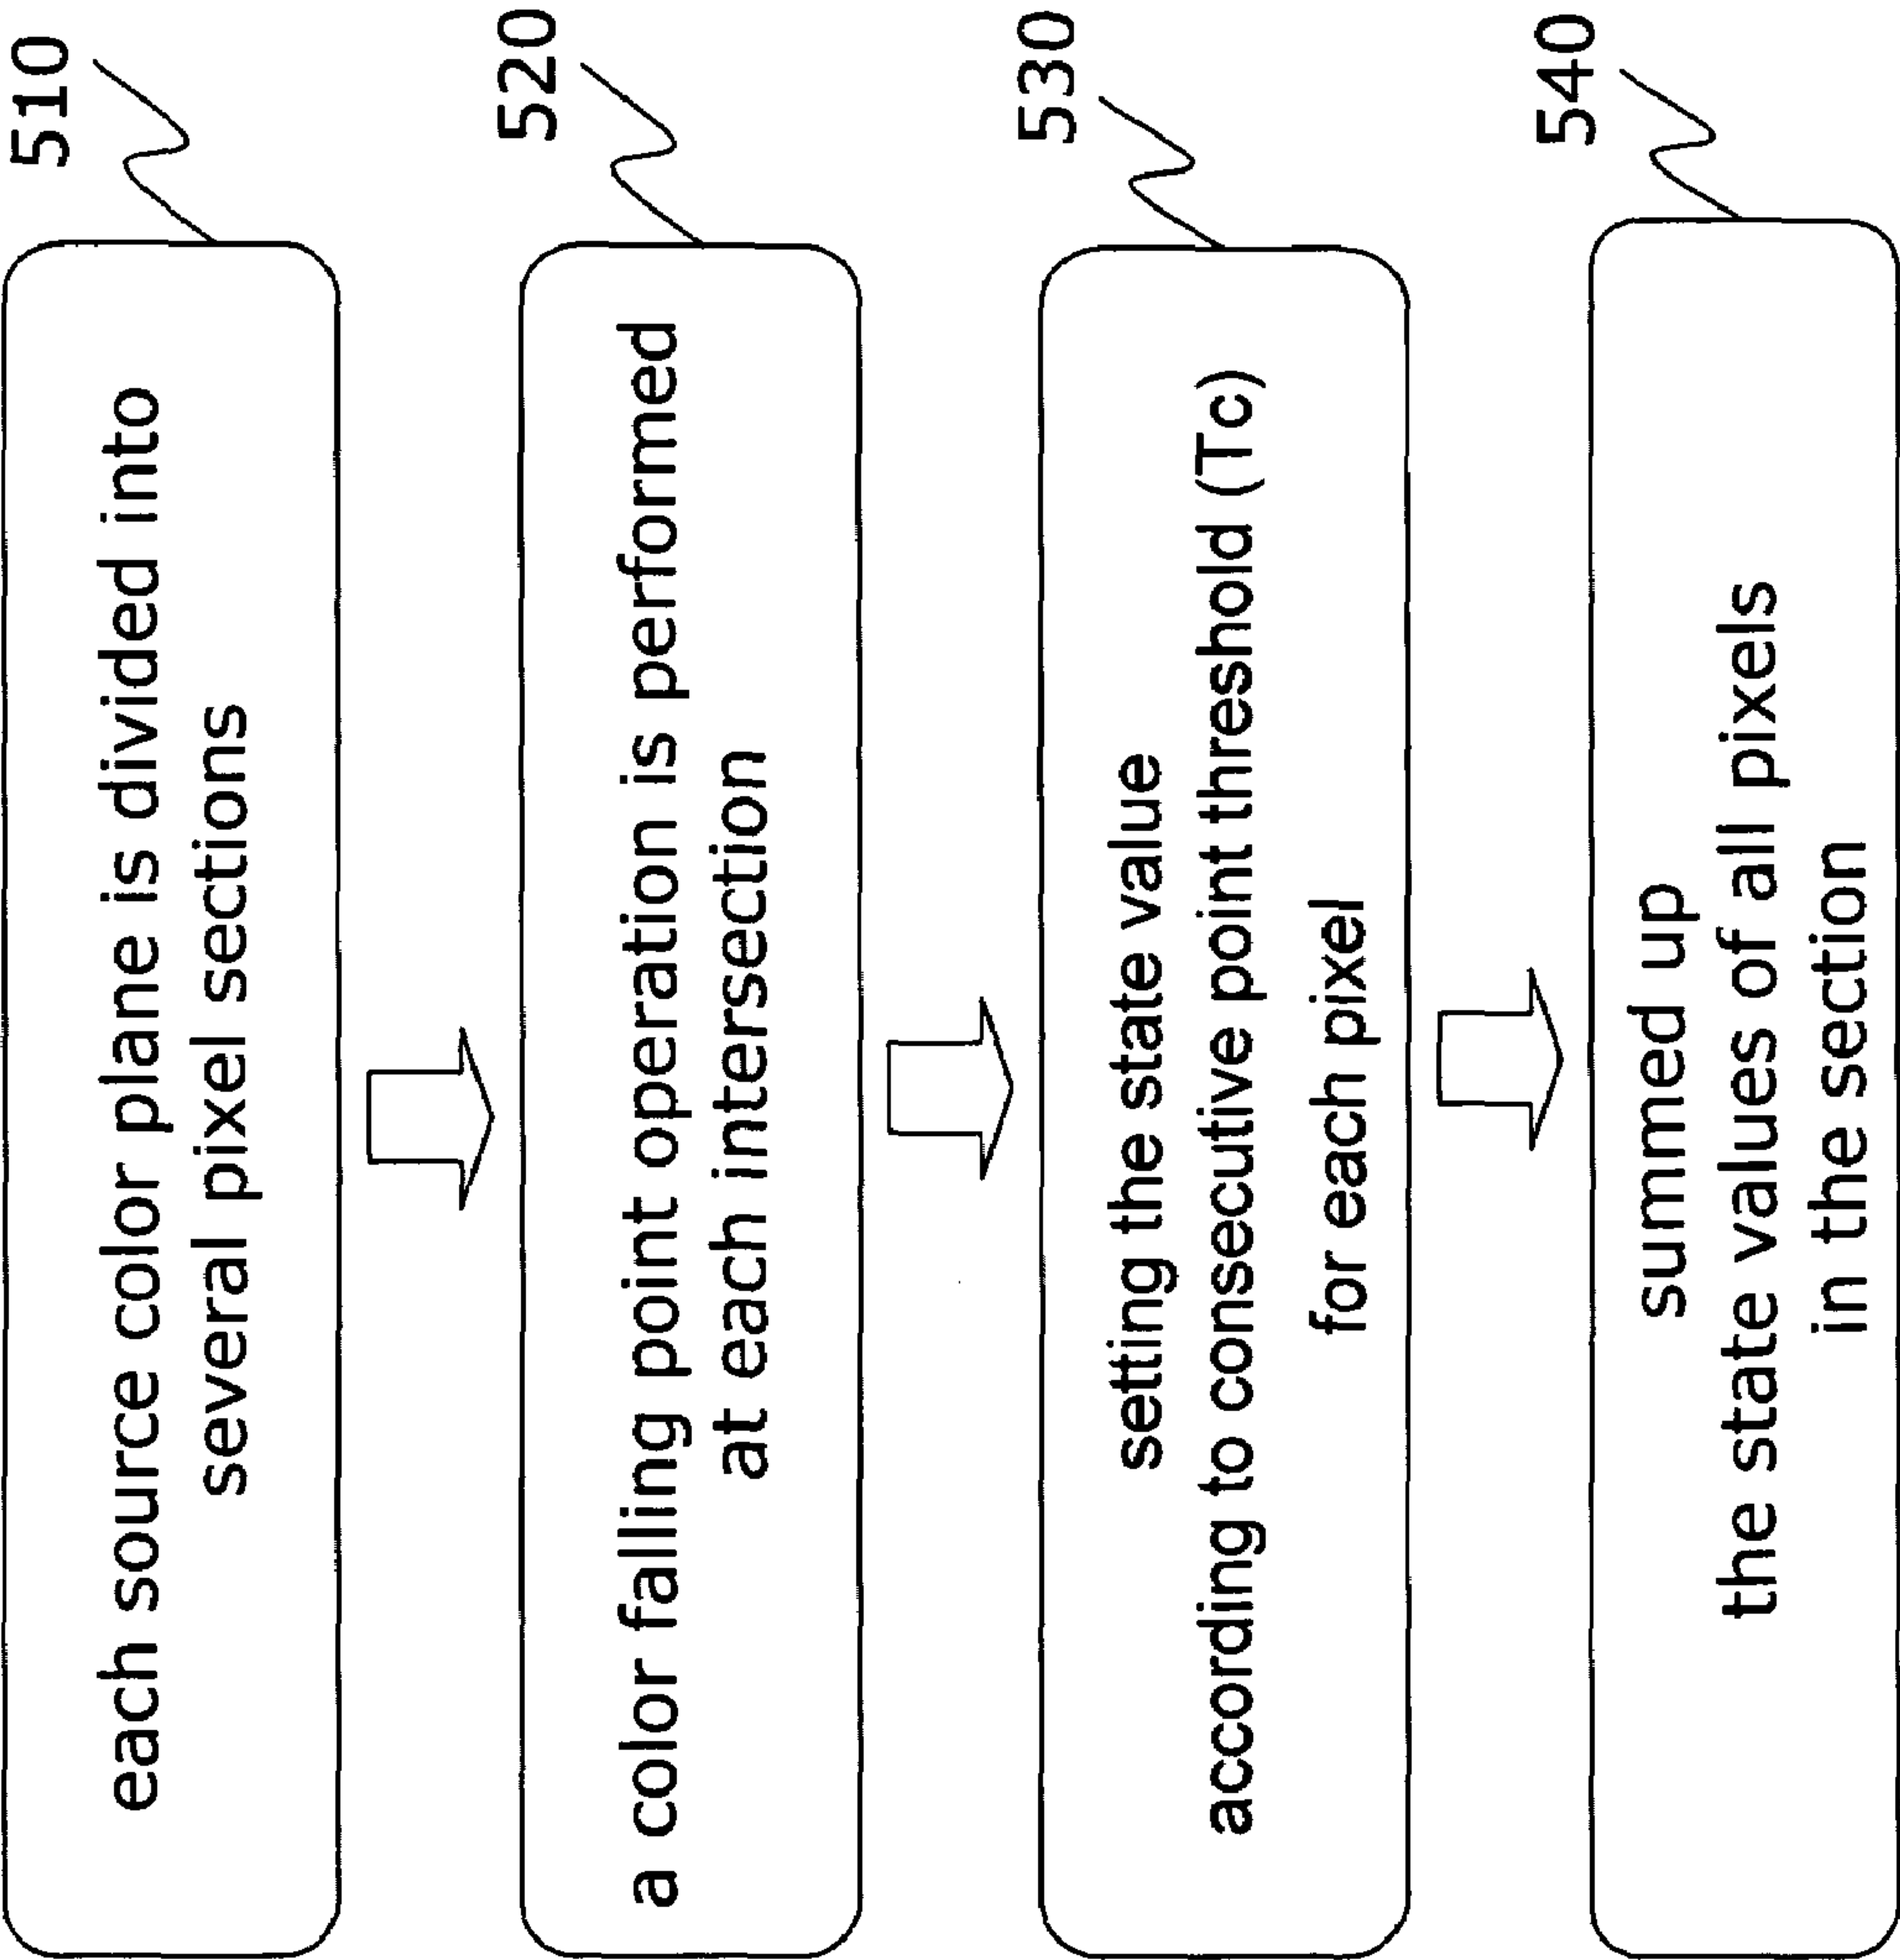 510
each source color plane is divided into
several pixel sections
520
a color falling point operation is performed
at each intersection
530
setting the state value
according to consecutive point threshold (Tc)
for each pixel
540
summed up
the state values of all pixels
in the section